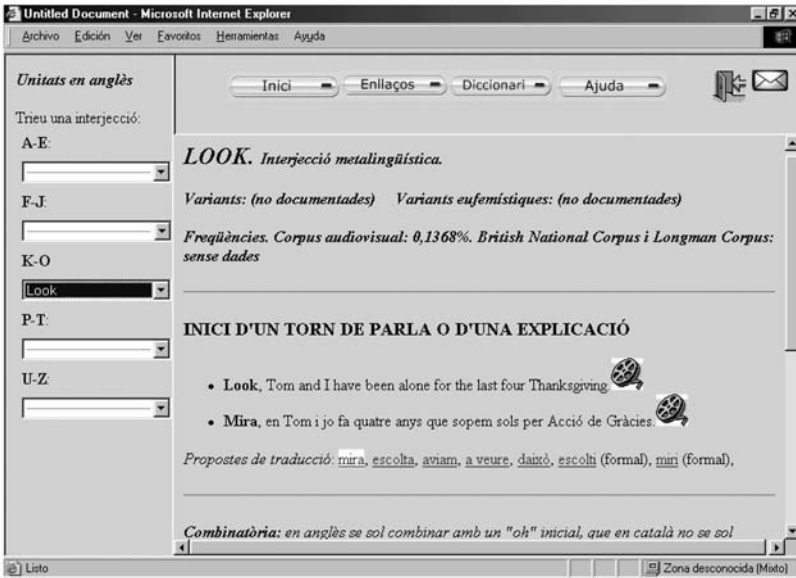 Untitled Document - Microsoft Internet Explorer
Archivo Edición Ver Favoritos Herramientas Ayuda
Unitats en anglès
Trieu una interjecció:
A-E:
F-J:
K-O
Look
P-T:
U-Z:
Inici Enllaços Diccionari Ajuda
LOOK. Interjecció metalingüística.
Variants: (no documentades) Variants eufemístiques: (no documentades)
Freqüències. Corpus audiovisual: 0,1368%. British National Corpus i Longman Corpus:
sense dades
INICI D'UN TORN DE PARLA O D'UNA EXPLICACIÓ
• Look, Tom and I have been alone for the last four Thanksgiving.
• Mira, en Tom i jo fa quatre anys que sopem sols per Acció de Gràcies.
Propostes de traducció: mira, escolta, aviam, a veure, daixò, escolti (formal), miri (formal),
Combinatòria: en anglès se sol combinar amb un "oh" inicial, que en català no se sol
Listo
Zona desconocida (Mixto)